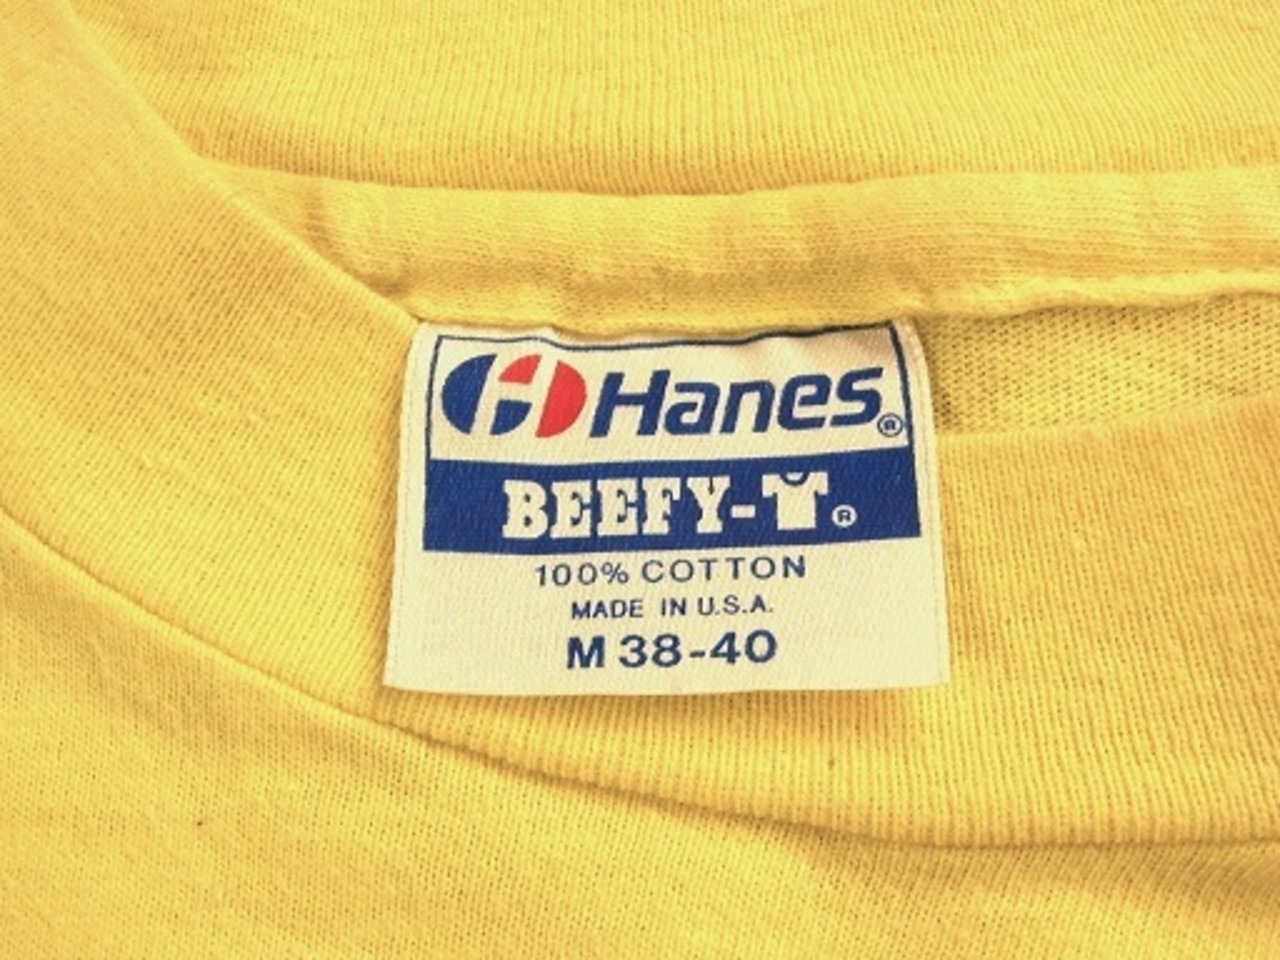 Hanes®
BEEFY-T®
100% COTTON
MADE IN U.S.A.
M 38-40